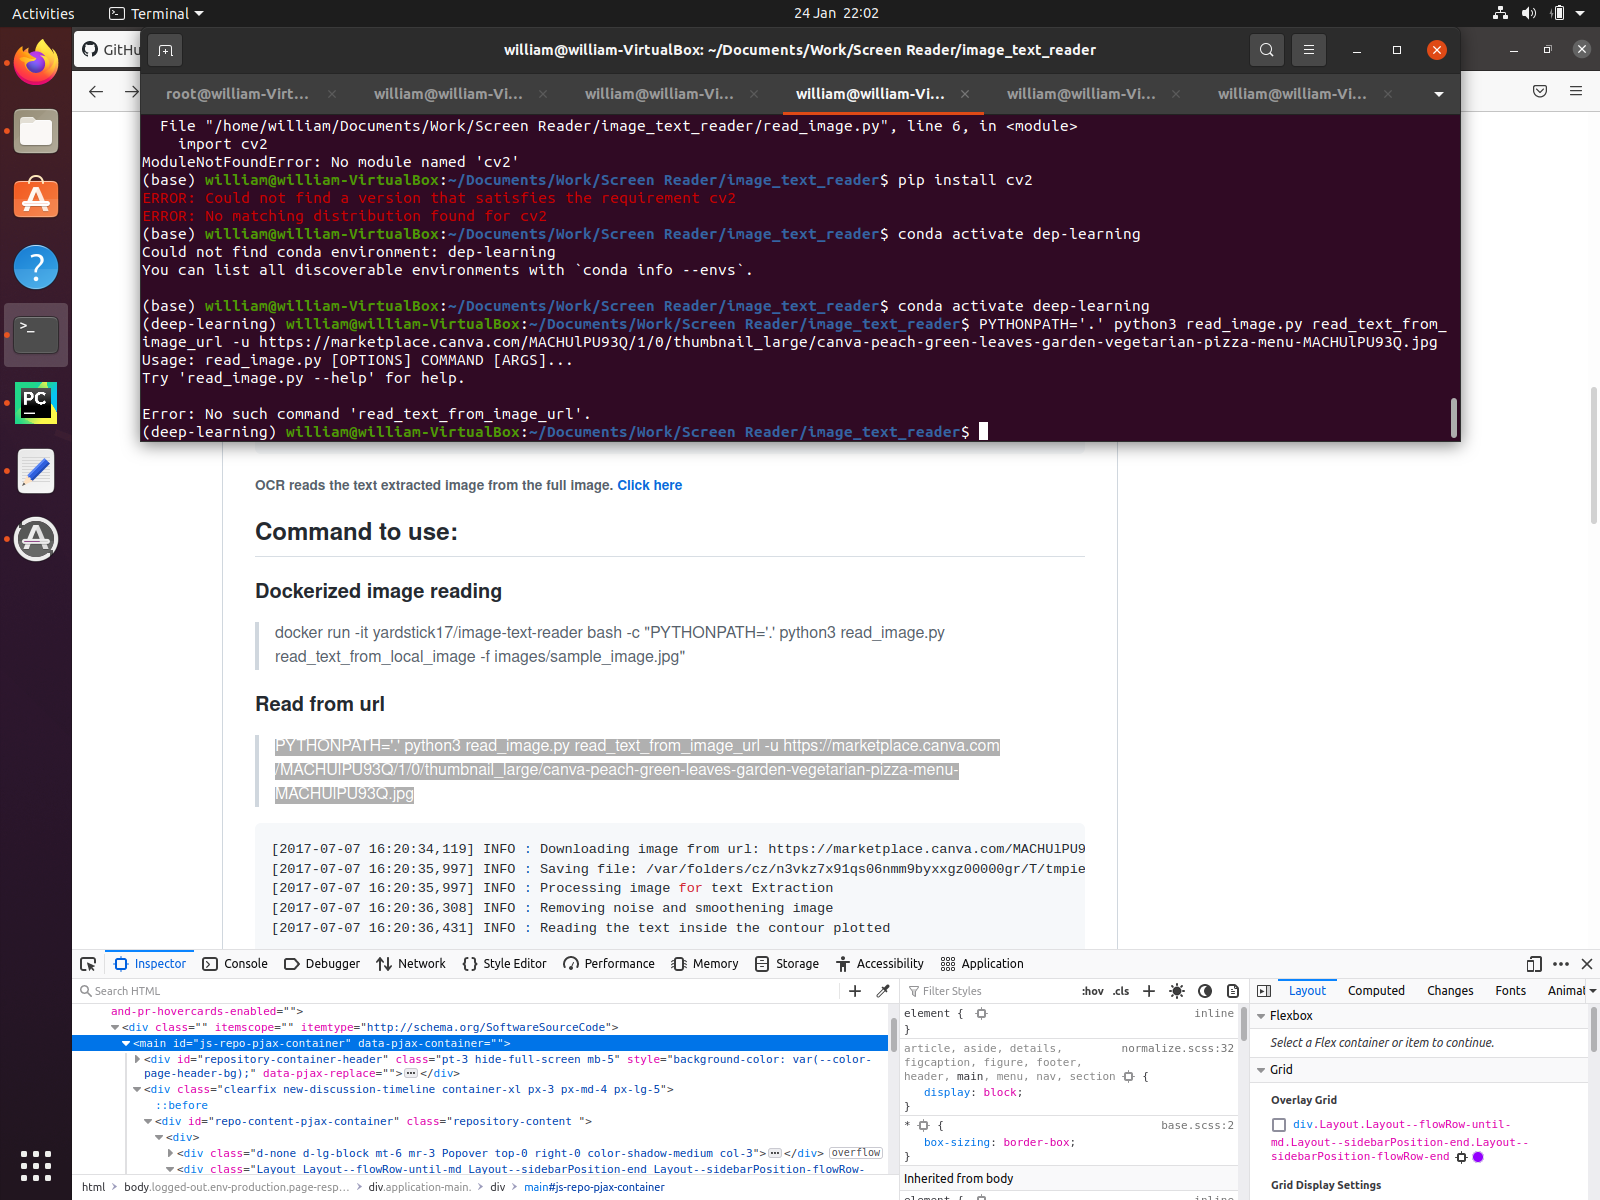 Activities
Terminal
24 Jan 22:02
GitHu
william@william-VirtualBox: ~/Documents/Work/Screen Reader/image_text_reader
root@william-Virt...
william@william-Vi...
william@william-Vi...
william@william-Vi...
william@william-Vi...
william@william-Vi...
File "/home/william/Documents/Work/Screen Reader/image_text_reader/read_image.py", line 6, in <module>
import cv2
ModuleNotFoundError: No module named 'cv2'
(base) william@william-VirtualBox:~/Documents/Work/Screen Reader/image_text_reader$ pip install cv2
ERROR: Could not find a version that satisfies the requirement cv2
ERROR: No matching distribution found for cv2
(base) william@william-VirtualBox:~/Documents/Work/Screen Reader/image_text_reader$ conda activate dep-learning
Could not find conda environment: dep-learning
You can list all discoverable environments with `conda info --envs`.
(base) william@william-VirtualBox:~/Documents/Work/Screen Reader/image_text_reader$ conda activate deep-learning
(deep-learning) william@william-VirtualBox:~/Documents/Work/Screen Reader/image_text_reader$ PYTHONPATH='.' python3 read_image.py read_text_from_
image_url -u https://marketplace.canva.com/MACHUlPU93Q/1/0/thumbnail_large/canva-peach-green-leaves-garden-vegetarian-pizza-menu-MACHUlPU93Q.jpg
Usage: read_image.py [OPTIONS] COMMAND [ARGS]...
Try 'read_image.py --help' for help.
Error: No such command 'read_text_from_image_url'.
(deep-learning) william@william-VirtualBox:~/Documents/Work/Screen Reader/image_text_reader$
OCR reads the text extracted image from the full image. Click here
Command to use:
Dockerized image reading
docker run -it yardstick17/image-text-reader bash -c "PYTHONPATH='.' python3 read_image.py
read_text_from_local_image -f images/sample_image.jpg"
Read from url
PYTHONPATH='.' python3 read_image.py read_text_from_image_url -u https://marketplace.canva.com
/MACHUlPU93Q/1/0/thumbnail_large/canva-peach-green-leaves-garden-vegetarian-pizza-menu-
MACHUlPU93Q.jpg
[2017-07-07 16:20:34,119] INFO : Downloading image from url: https://marketplace.canva.com/MACHUlPU9
[2017-07-07 16:20:35,997] INFO : Saving file: /var/folders/cz/n3vkz7x91qs06nmm9byxxgz00000gr/T/tmpie
[2017-07-07 16:20:35,997] INFO : Processing image for text Extraction
[2017-07-07 16:20:36,308] INFO : Removing noise and smoothening image
[2017-07-07 16:20:36,431] INFO : Reading the text inside the contour plotted
Inspector
Console
Debugger
Network
Style Editor
Performance
Memory
Storage
Accessibility
Application
Search HTML
Filter Styles
:hov .cls
Layout
Computed
Changes
Fonts
Animat
and-pr-hovercards-enabled="">
<div class="" itemscope="" itemtype="http://schema.org/SoftwareSourceCode">
<main id="js-repo-pjax-container" data-pjax-container="">
<div id="repository-container-header" class="pt-3 hide-full-screen mb-5" style="background-color: var(--color-
page-header-bg);" data-pjax-replace="">···</div>
<div class="clearfix new-discussion-timeline container-xl px-3 px-md-4 px-lg-5">
::before
<div id="repo-content-pjax-container" class="repository-content ">
<div>
<div class="d-none d-lg-block mt-6 mr-3 Popover top-0 right-0 color-shadow-medium col-3">···</div> overflow
<div class="Layout Layout--flowRow-until-md Layout--sidebarPosition-end Layout--sidebarPosition-flowRow-
html > body.logged-out.env-production.page-resp... > div.application-main. > div > main#js-repo-pjax-container
element {
inline
}
article, aside, details,
normalize.scss:32
figcaption, figure, footer,
header, main, menu, nav, section {
display: block;
}
* {
base.scss:2
box-sizing: border-box;
}
Inherited from body
element {
inline
Flexbox
Select a Flex container or item to continue.
Grid
Overlay Grid
div.Layout.Layout--flowRow-until-
md.Layout--sidebarPosition-end.Layout--
sidebarPosition-flowRow-end
Grid Display Settings